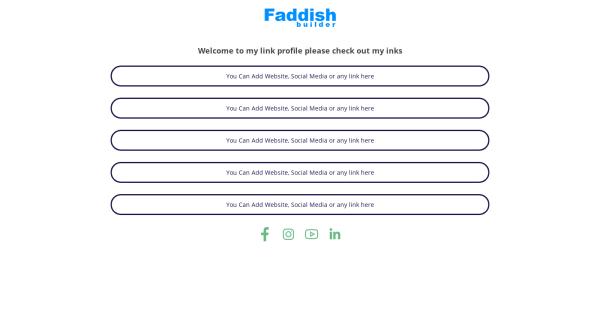 Faddish
builder
Welcome to my link profile please check out my inks
You Can Add Website, Social Media or any link here
You Can Add Website, Social Media or any link here
You Can Add Website, Social Media or any link here
You Can Add Website, Social Media or any link here
You Can Add Website, Social Media or any link here